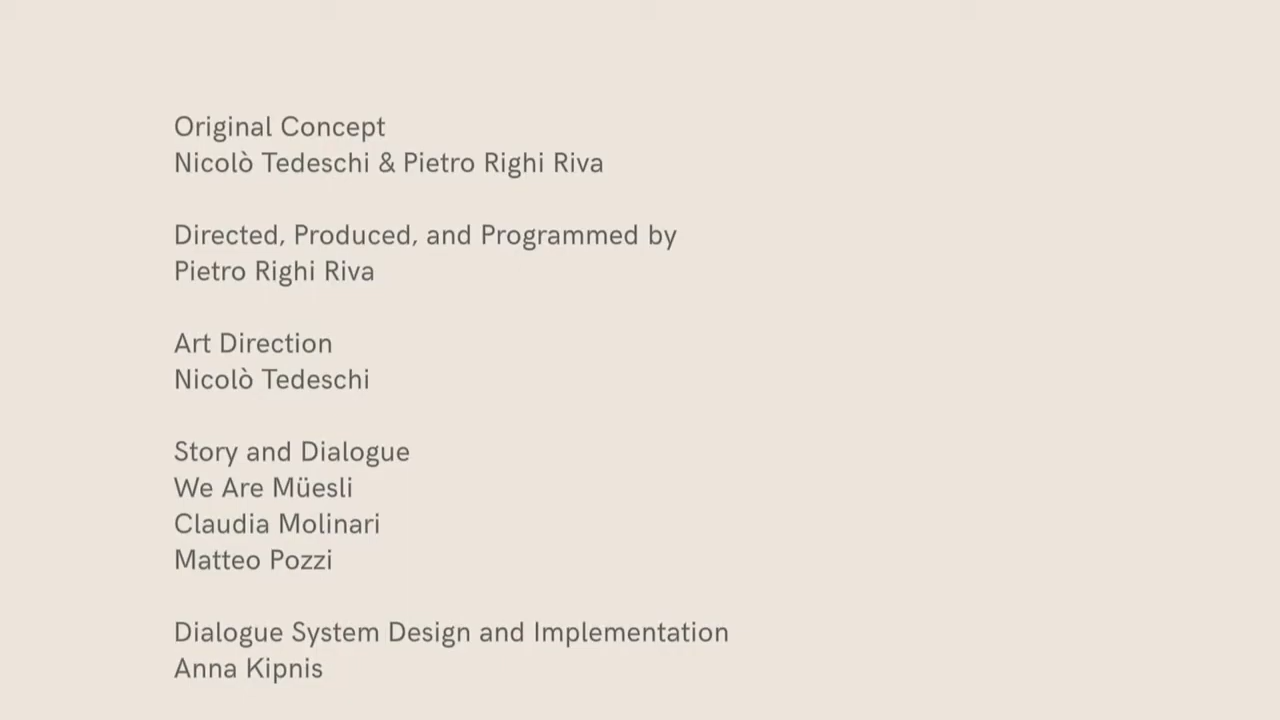 Original Concept
Nicolò Tedeschi & Pietro Righi Riva
Directed, Produced, and Programmed by
Pietro Righi Riva
Art Direction
Nicolò Tedeschi
Story and Dialogue
We Are Müesli
Claudia Molinari
Matteo Pozzi
Dialogue System Design and Implementation
Anna Kipnis